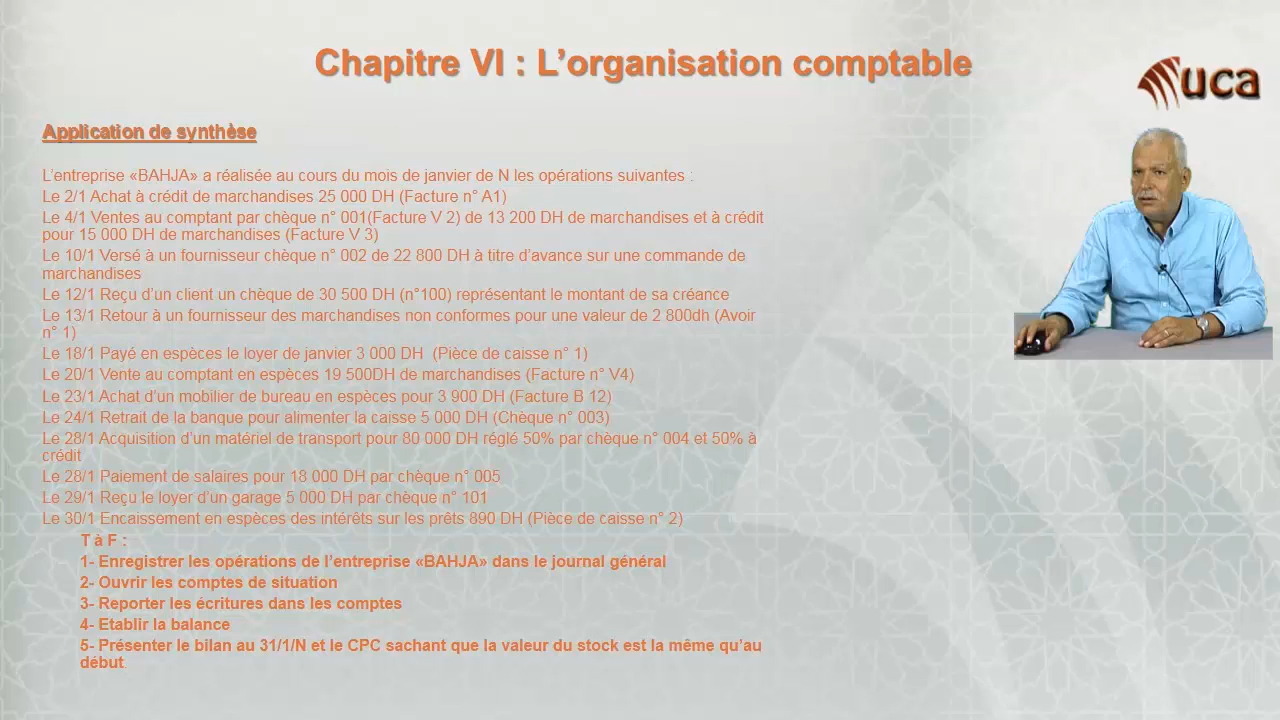 Chapitre VI : L’organisation comptable
uca
Application de synthèse
L’entreprise «BAHJA» a réalisée au cours du mois de janvier de N les opérations suivantes :
Le 2/1 Achat à crédit de marchandises 25 000 DH (Facture n° A1)
Le 4/1 Ventes au comptant par chèque n° 001(Facture V 2) de 13 200 DH de marchandises et à crédit
pour 15 000 DH de marchandises (Facture V 3)
Le 10/1 Versé à un fournisseur chèque n° 002 de 22 800 DH à titre d’avance sur une commande de
marchandises
Le 12/1 Reçu d’un client un chèque de 30 500 DH (n°100) représentant le montant de sa créance
Le 13/1 Retour à un fournisseur des marchandises non conformes pour une valeur de 2 800dh (Avoir
n° 1)
Le 18/1 Payé en espèces le loyer de janvier 3 000 DH (Pièce de caisse n° 1)
Le 20/1 Vente au comptant en espèces 19 500DH de marchandises (Facture n° V4)
Le 23/1 Achat d’un mobilier de bureau en espèces pour 3 900 DH (Facture B 12)
Le 24/1 Retrait de la banque pour alimenter la caisse 5 000 DH (Chèque n° 003)
Le 28/1 Acquisition d’un matériel de transport pour 80 000 DH réglé 50% par chèque n° 004 et 50% à
crédit
Le 28/1 Paiement de salaires pour 18 000 DH par chèque n° 005
Le 29/1 Reçu le loyer d’un garage 5 000 DH par chèque n° 101
Le 30/1 Encaissement en espèces des intérêts sur les prêts 890 DH (Pièce de caisse n° 2)
T à F :
1- Enregistrer les opérations de l’entreprise «BAHJA» dans le journal général
2- Ouvrir les comptes de situation
3- Reporter les écritures dans les comptes
4- Etablir la balance
5- Présenter le bilan au 31/1/N et le CPC sachant que la valeur du stock est la même qu’au
début.